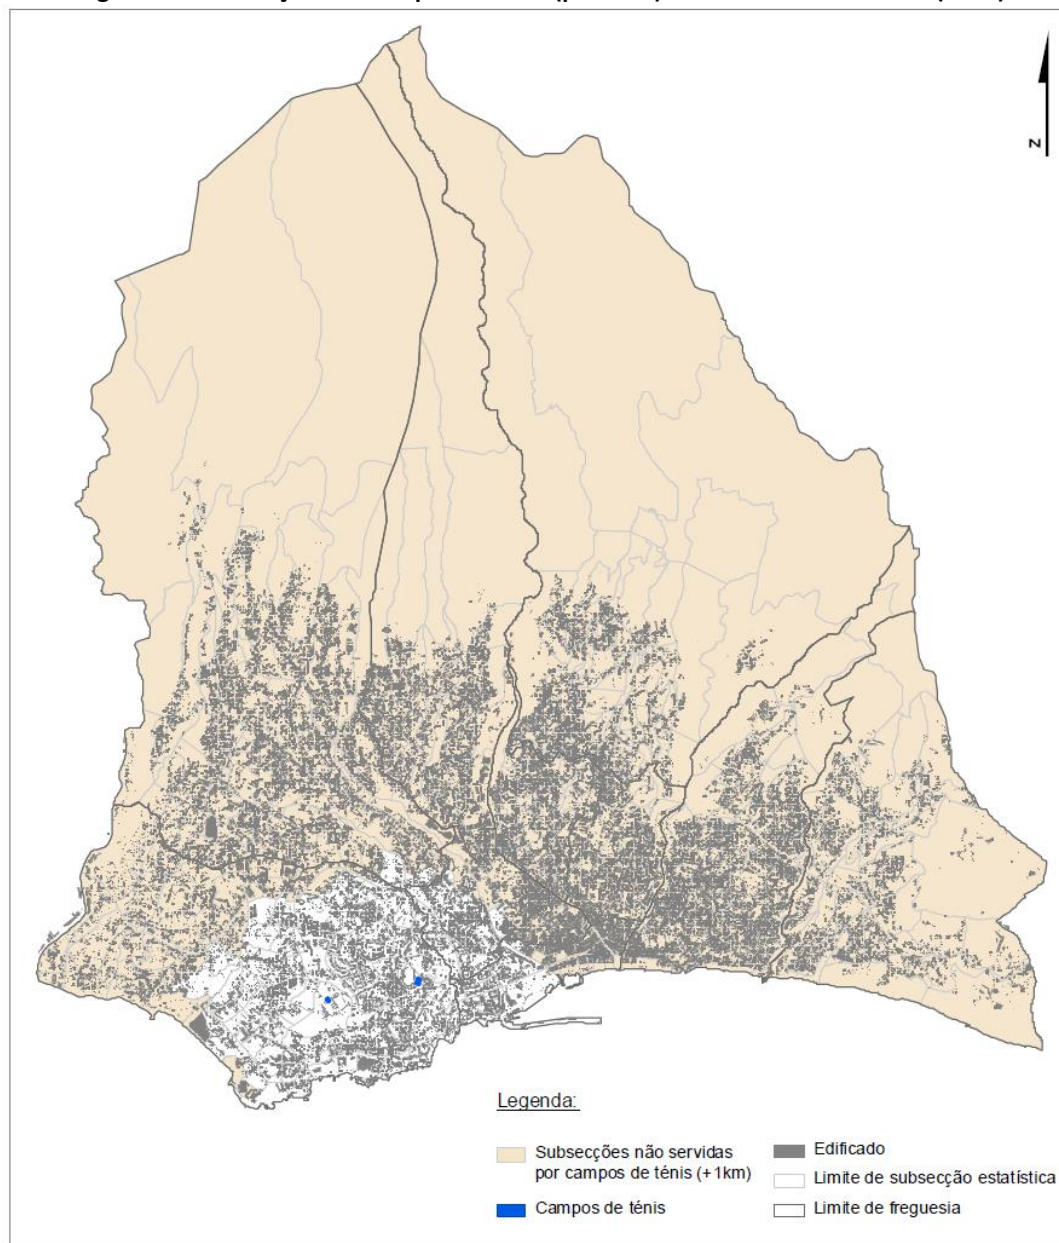 N
Legenda:
Subsecções não servidas
por campos de ténis (+1km)
Campos de ténis
Edificado
Limite de subsecção estatística
Limite de freguesia